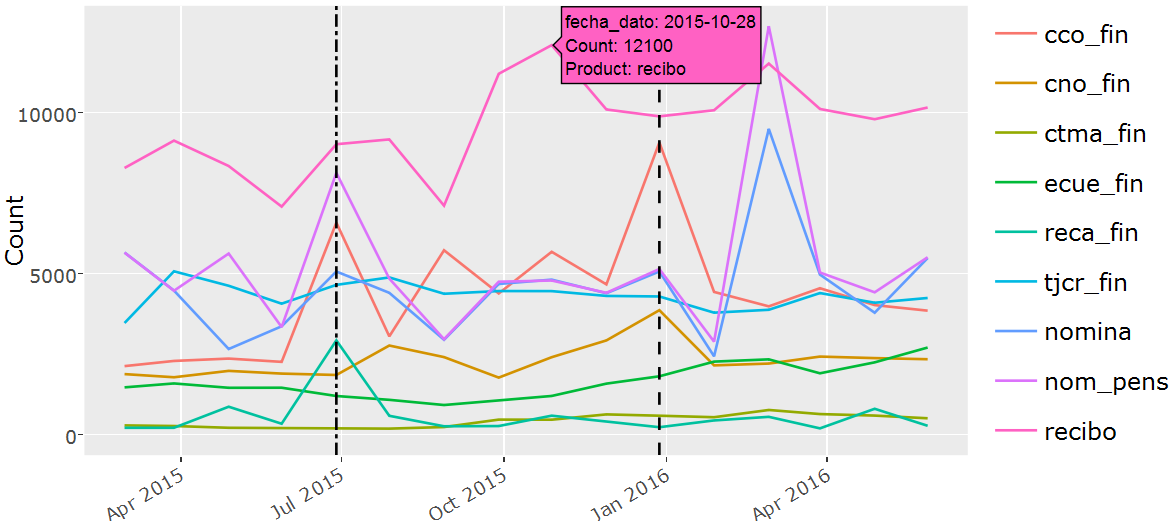 fecha_dato: 2015-10-28
Count: 12100
Product: recibo
Count
10000
5000
0
Apr 2015
Jul 2015
Oct 2015
Jan 2016
Apr 2016
cco_fin
cno_fin
ctma_fin
ecue_fin
reca_fin
tjcr_fin
nomina
nom_pens
recibo